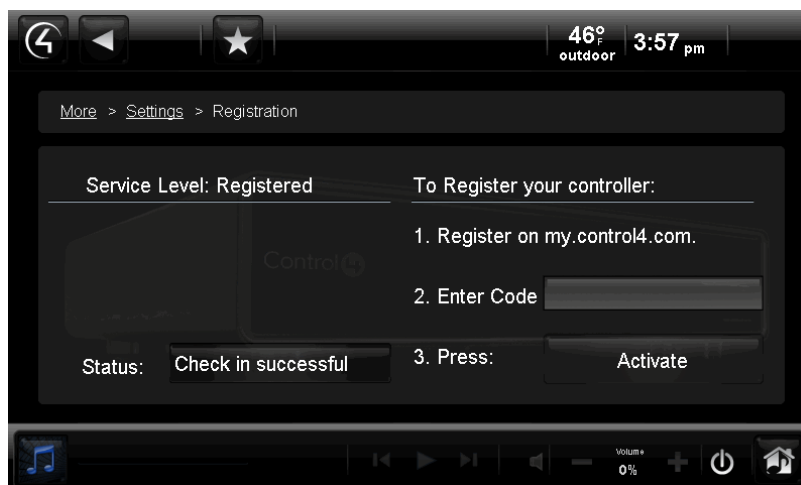 46°F
outdoor
3:57 pm
More > Settings > Registration
Service Level: Registered
To Register your controller:
1. Register on my.control4.com.
Control4
2. Enter Code
Status: Check in successful
3. Press: Activate
Volume
0%